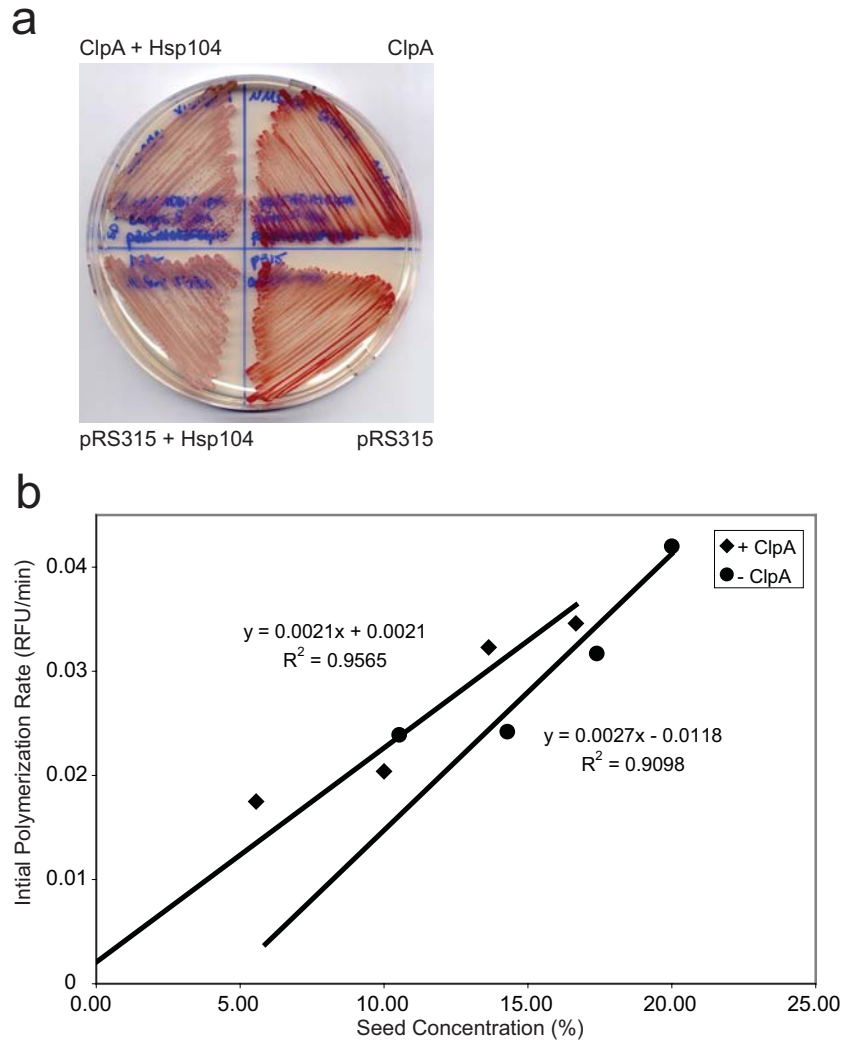 a
ClpA + Hsp104 ClpA
pRS315 + Hsp104 pRS315
b
Intial Polymerization Rate (RFU/min)
0.04
0.03
0.02
0.01
0
◆ + ClpA
● - ClpA
y = 0.0021x + 0.0021
R² = 0.9565
y = 0.0027x - 0.0118
R² = 0.9098
0.00 5.00 10.00 15.00 20.00 25.00
Seed Concentration (%)